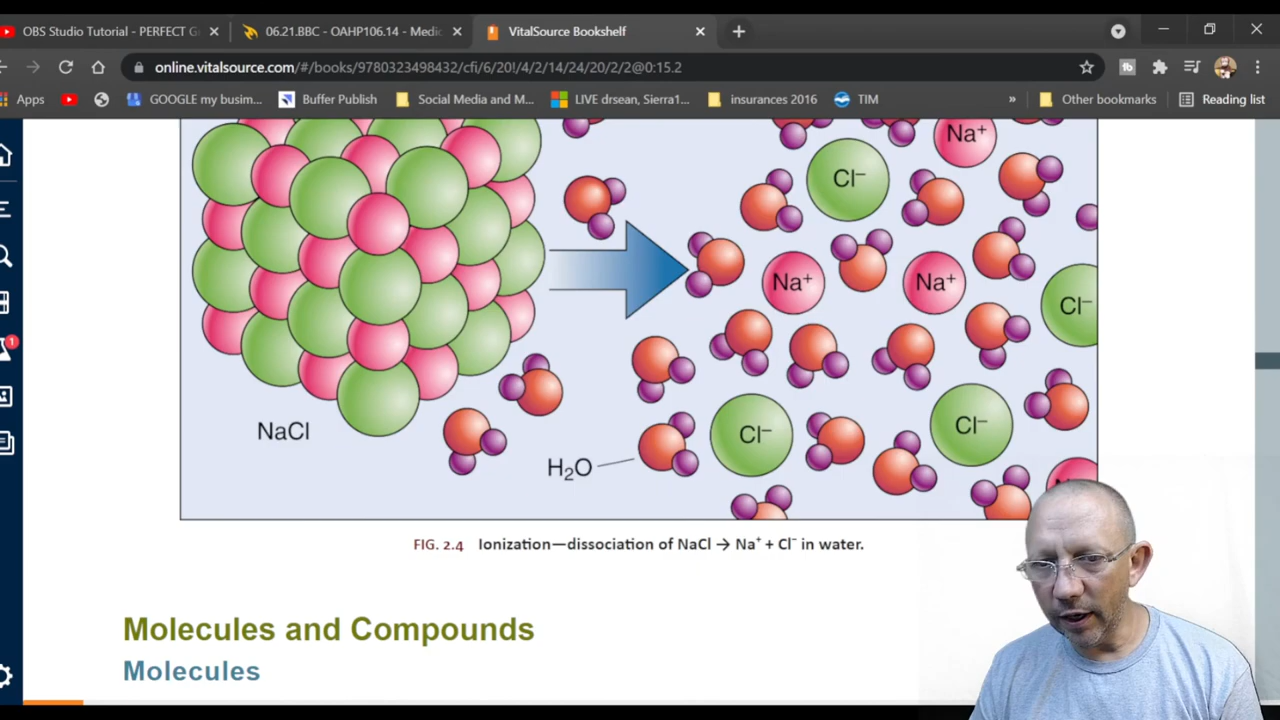 OBS Studio Tutorial - PERFECT
06.21.BBC - OAHP106.14 - Medic
VitalSource Bookshelf
online.vitalsource.com/#/books/9780323498432/cfi/6/20!/4/2/14/24/20/2/2@0:15.2
Apps
GOOGLE my busim...
Buffer Publish
Social Media and M...
LIVE drsean, Sierra1...
insurances 2016
TIM
»
Other bookmarks
Reading list
1
Na⁺
Cl⁻
Na⁺
Na⁺
Cl⁻
Cl⁻
Cl⁻
NaCl
H₂O
FIG. 2.4 Ionization—dissociation of NaCl → Na⁺ + Cl⁻ in water.
Molecules and Compounds
Molecules